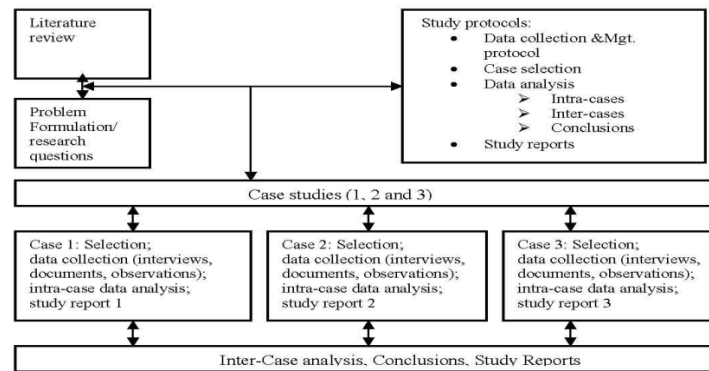 Literature
review
Problem
Formulation/
research
questions
Study protocols:
• Data collection &Mgt.
protocol
• Case selection
• Data analysis
➢ Intra-cases
➢ Inter-cases
➢ Conclusions
• Study reports
Case studies (1, 2 and 3)
Case 1: Selection;
data collection (interviews,
documents, observations);
intra-case data analysis;
study report 1
Case 2: Selection;
data collection (interviews,
documents, observations);
intra-case data analysis;
study report 2
Case 3: Selection;
data collection (interviews,
documents, observations);
intra-case data analysis;
study report 3
Inter-Case analysis, Conclusions, Study Reports